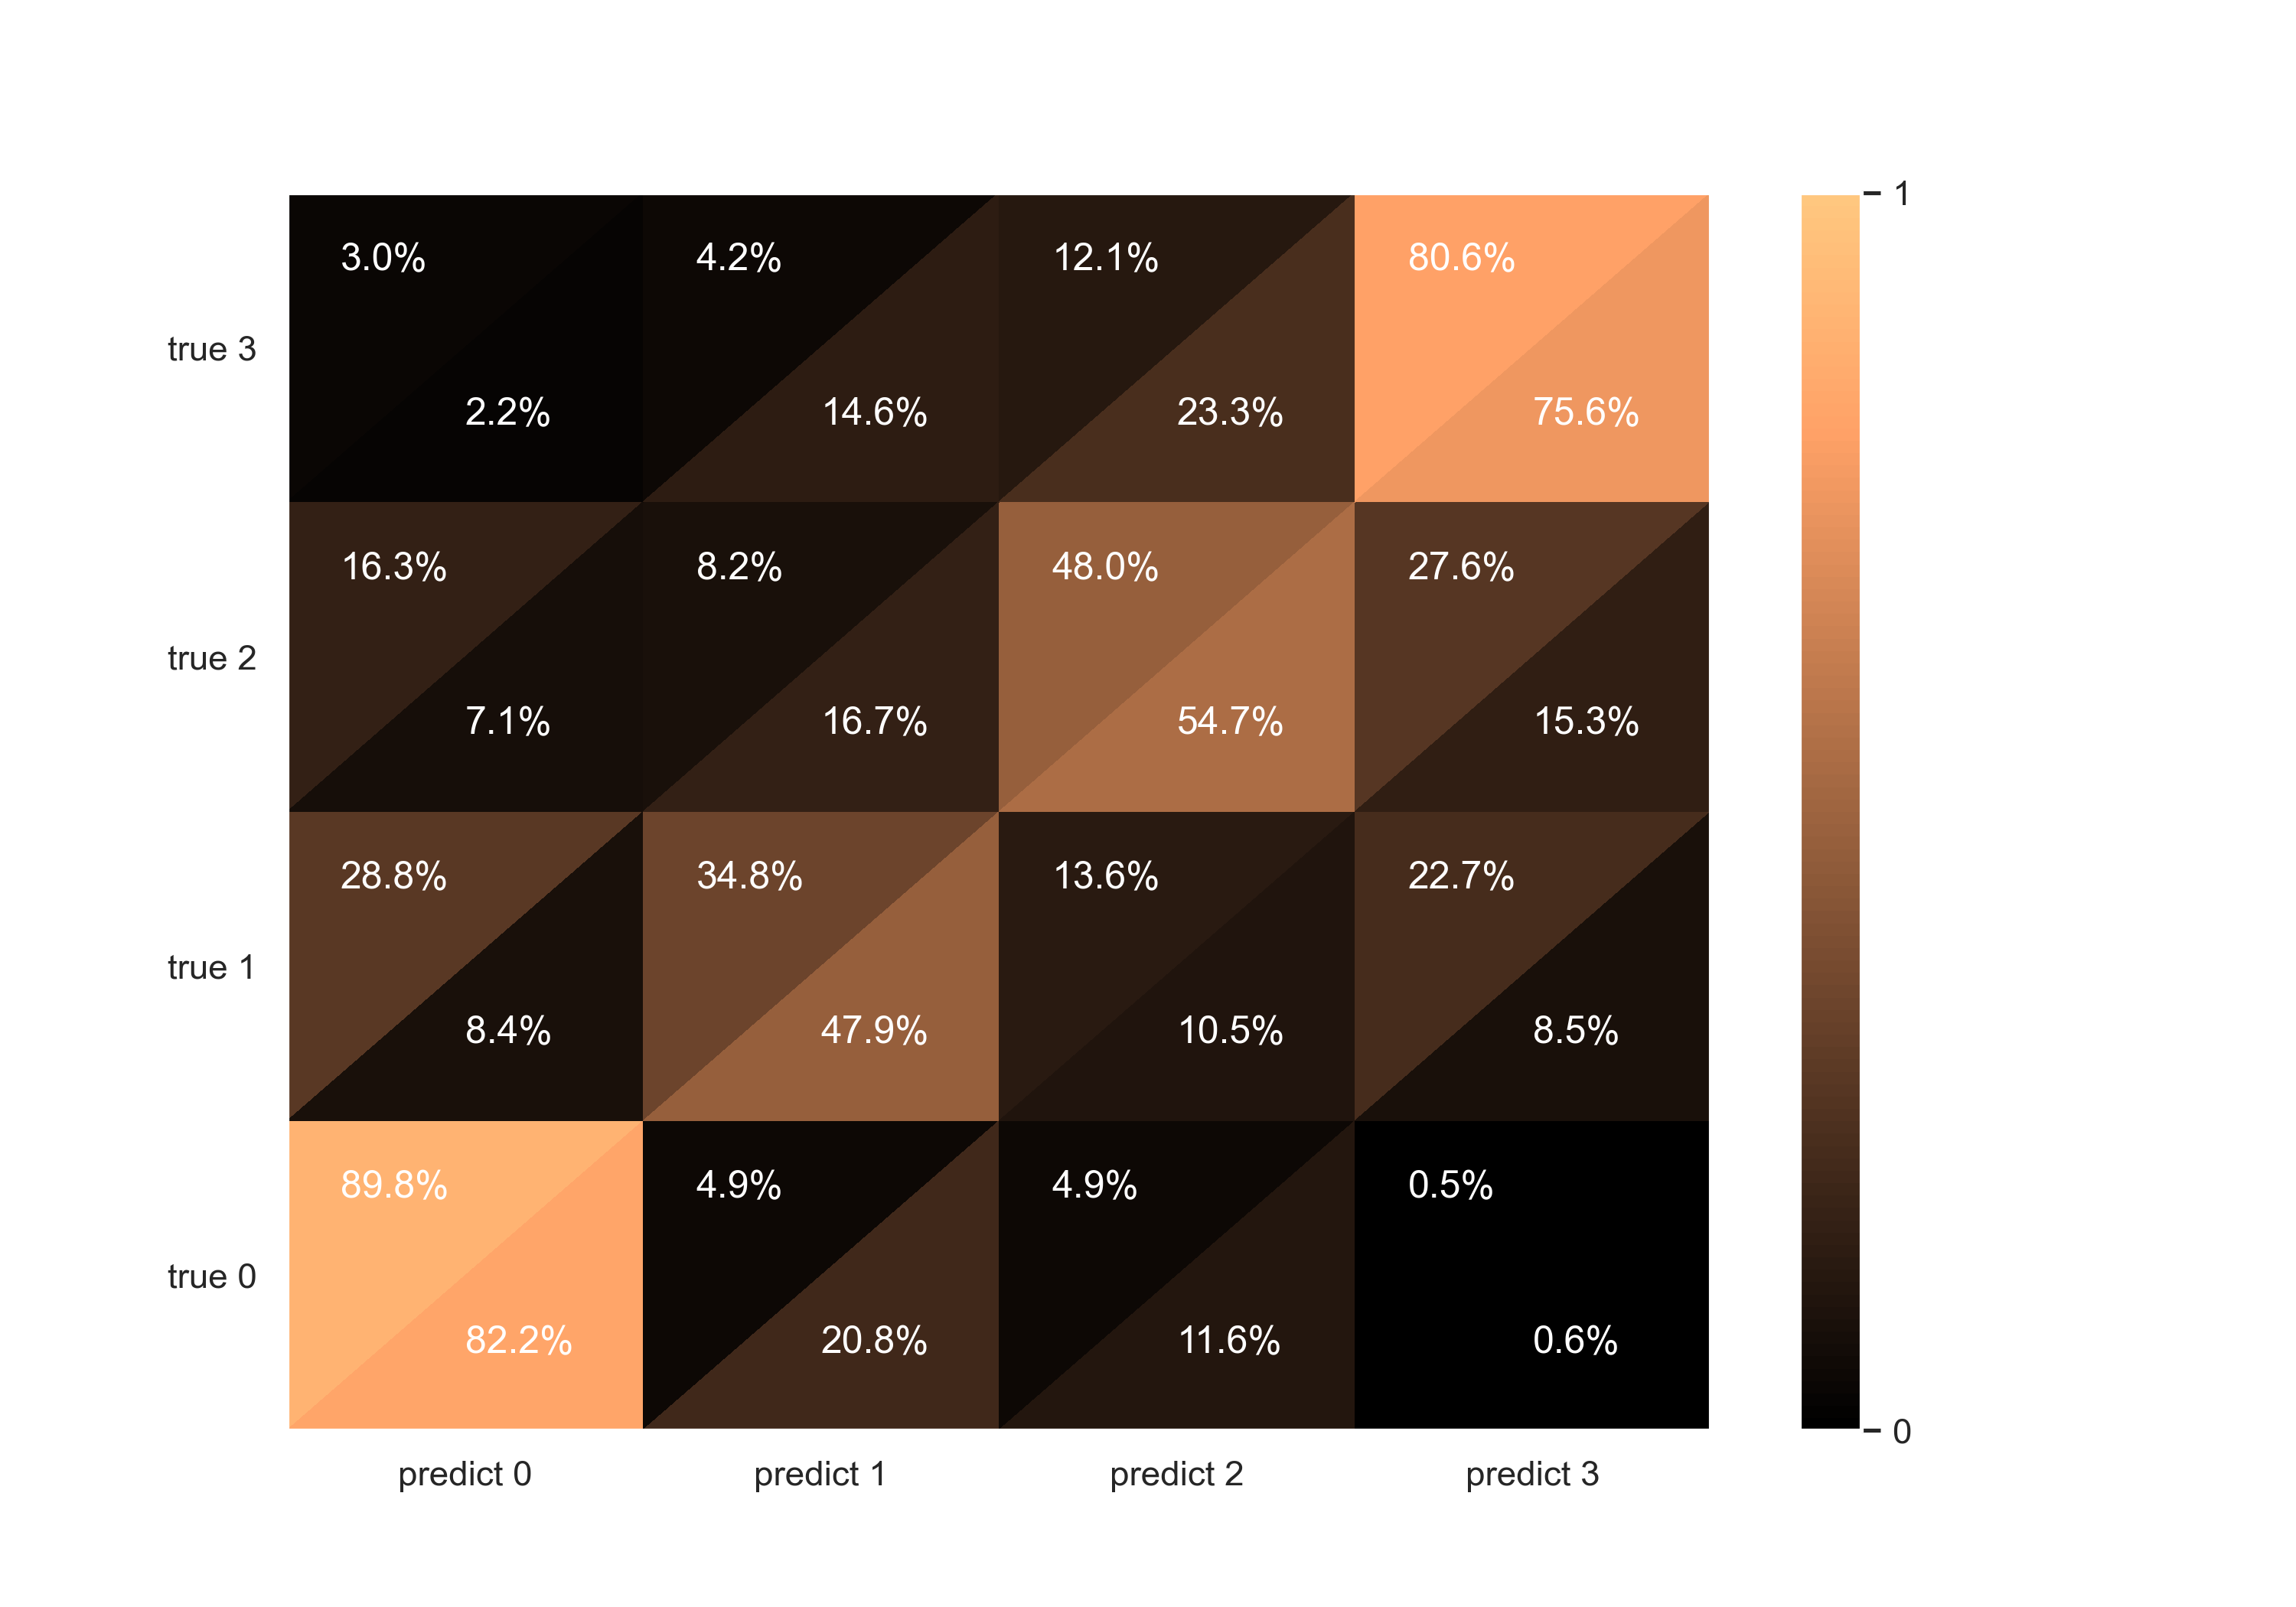 1
3.0% 4.2% 12.1% 80.6%
true 3
2.2% 14.6% 23.3% 75.6%
16.3% 8.2% 48.0% 27.6%
true 2
7.1% 16.7% 54.7% 15.3%
28.8% 34.8% 13.6% 22.7%
true 1
8.4% 47.9% 10.5% 8.5%
89.8% 4.9% 4.9% 0.5%
true 0
82.2% 20.8% 11.6% 0.6%
0
predict 0 predict 1 predict 2 predict 3